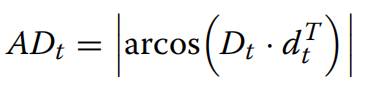 AD_t = |arcos(D_t · d_t^T)|